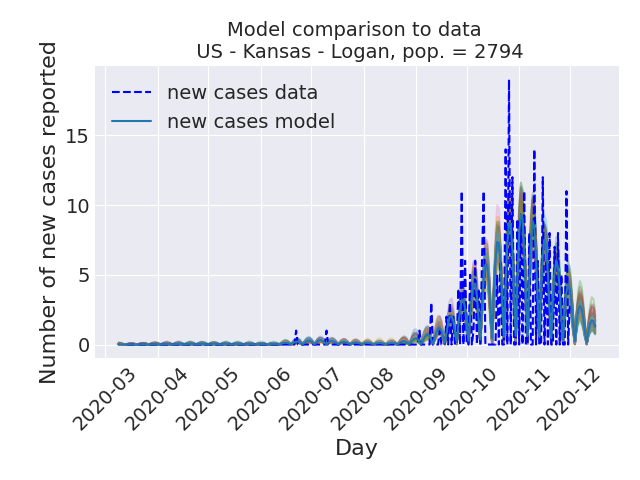 Model comparison to data
US - Kansas - Logan, pop. = 2794
Number of new cases reported
new cases data
new cases model
15
10
5
0
2020-03
2020-04
2020-05
2020-06
2020-07
2020-08
2020-09
2020-10
2020-11
2020-12
Day